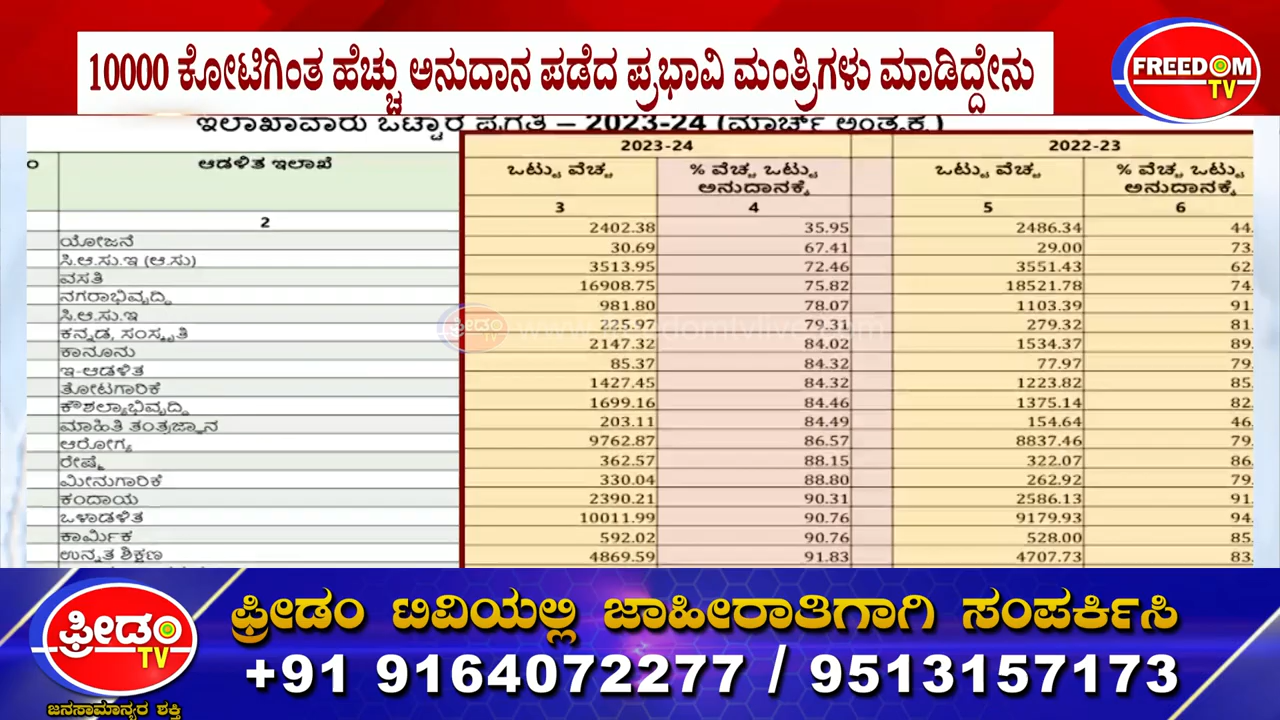 10000 ಕೋಟಿಗಿಂತ ಹೆಚ್ಚು ಅನುದಾನ ಪಡೆದ ಪ್ರಭಾವಿ ಮಂತ್ರಿಗಳು ಮಾಡಿದ್ದೇನು
FREEDOM
TV
ಇಲಾಖಾವಾರು ಒಟ್ಟಾರೆ ಪ್ರಗತಿ – 2023-24 (ಮಾರ್ಚ್ ಅಂತ್ಯಕ್ಕೆ)
2023-24 2022-23
ಆಡಳಿತ ಇಲಾಖೆ ಒಟ್ಟು ವೆಚ್ಚ % ವೆಚ್ಚ ಒಟ್ಟು ಅನುದಾನಕ್ಕೆ ಒಟ್ಟು ವೆಚ್ಚ % ವೆಚ್ಚ ಒಟ್ಟು ಅನುದಾನಕ್ಕೆ
2 3 4 5 6
ಯೋಜನೆ 2402.38 35.95 2486.34 44.
ಸಿ.ಆ.ಸು.ಇ (ಆ.ಸು) 30.69 67.41 29.00 73.
ವಸತಿ 3513.95 72.46 3551.43 62.
ನಗರಾಭಿವೃದ್ಧಿ 16908.75 75.82 18521.78 74.
ಸಿ.ಆ.ಸು.ಇ 981.80 78.07 1103.39 91.
ಕನ್ನಡ, ಸಂಸ್ಕೃತಿ 225.97 79.31 279.32 81.
ಕಾನೂನು 2147.32 84.02 1534.37 89.
ಇ-ಆಡಳಿತ 85.37 84.32 77.97 79.
ತೋಟಗಾರಿಕೆ 1427.45 84.32 1223.82 85.
ಕೌಶಲ್ಯಾಭಿವೃದ್ಧಿ 1699.16 84.46 1375.14 82.
ಮಾಹಿತಿ ತಂತ್ರಜ್ಞಾನ 203.11 84.49 154.64 46.
ಆರೋಗ್ಯ 9762.87 86.57 8837.46 79.
ರೇಷ್ಮೆ 362.57 88.15 322.07 86.
ಮೀನುಗಾರಿಕೆ 330.04 88.80 262.92 79.
ಕಂದಾಯ 2390.21 90.31 2586.13 91.
ಒಳಾಡಳಿತ 10011.99 90.76 9179.93 94.
ಕಾರ್ಮಿಕ 592.02 90.76 528.00 85.
ಉನ್ನತ ಶಿಕ್ಷಣ 4869.59 91.83 4707.73 83.
ಫ್ರೀಡಂ
TV
ಫ್ರೀಡಂ
TV
ಜನಸಾಮಾನ್ಯರ ಶಕ್ತಿ
ಫ್ರೀಡಂ ಟಿವಿಯಲ್ಲಿ ಜಾಹೀರಾತಿಗಾಗಿ ಸಂಪರ್ಕಿಸಿ
+91 9164072277 / 9513157173